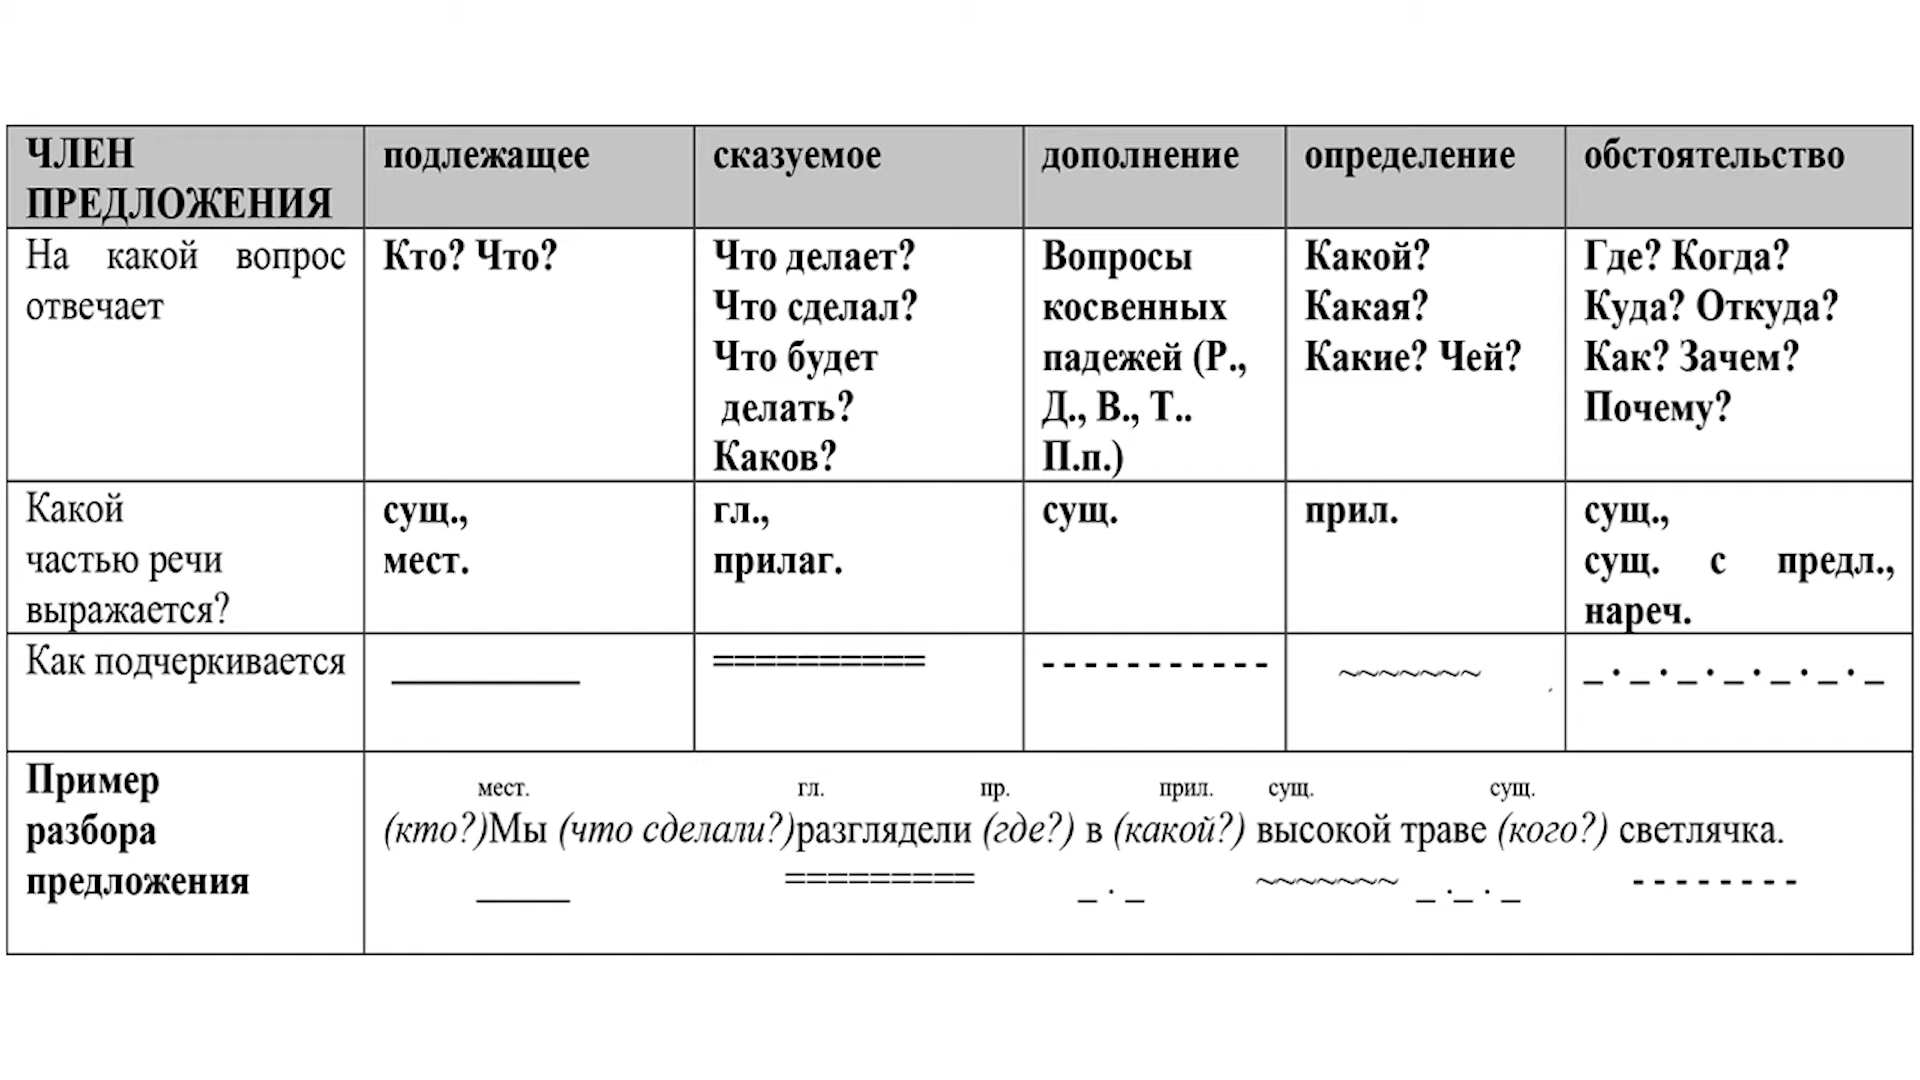 ЧЛЕН ПРЕДЛОЖЕНИЯ
подлежащее
сказуемое
дополнение
определение
обстоятельство
На какой вопрос
отвечает
Кто? Что?
Что делает?
Что сделал?
Что будет
делать?
Каков?
Вопросы
косвенных
падежей (Р.,
Д., В., Т..
П.п.)
Какой?
Какая?
Какие? Чей?
Где? Когда?
Куда? Откуда?
Как? Зачем?
Почему?
Какой
частью речи
выражается?
сущ.,
мест.
гл.,
прилаг.
сущ.
прил.
сущ.,
сущ. с предл.,
нареч.
Как подчеркивается
==========
- - - - - - - - - - -
~~~~~~~
_ . _ . _ . _ . _ . _ . _
Пример
разбора
предложения
мест. гл. пр. прил. сущ. сущ.
(кто?)Мы (что сделали?)разглядели (где?) в (какой?) высокой траве (кого?) светлячка.
_____ ========= _ . _ ~~~~~~~ _ ._ . _ - - - - - - - -